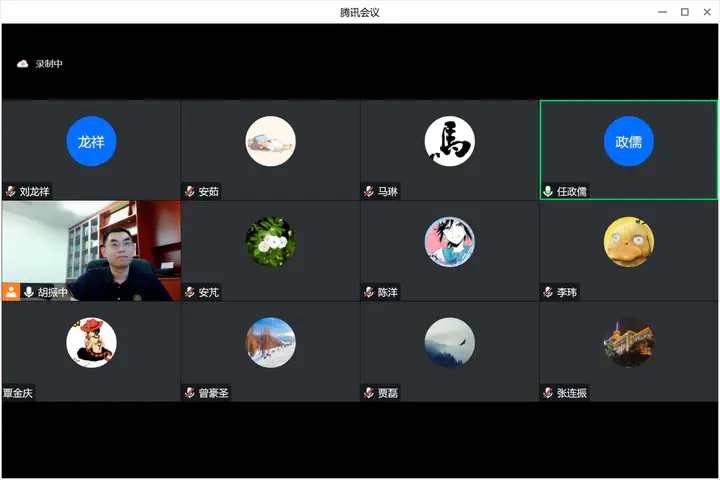 腾讯会议
录制中
龙祥
馬
政儒
刘龙祥
安茹
马琳
任政儒
胡振中
安芃
陈洋
李玮
覃金庆
曾豪圣
贾磊
张连振